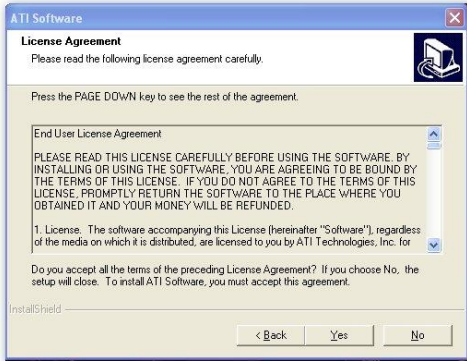 ATI Software
License Agreement
Please read the following license agreement carefully.
Press the PAGE DOWN key to see the rest of the agreement.
End User License Agreement
PLEASE READ THIS LICENSE CAREFULLY BEFORE USING THE SOFTWARE. BY
INSTALLING OR USING THE SOFTWARE, YOU ARE AGREEING TO BE BOUND BY
THE TERMS OF THIS LICENSE. IF YOU DO NOT AGREE TO THE TERMS OF THIS
LICENSE, PROMPTLY RETURN THE SOFTWARE TO THE PLACE WHERE YOU
OBTAINED IT AND YOUR MONEY WILL BE REFUNDED.
1. License. The software accompanying this License (hereinafter "Software"), regardless
of the media on which it is distributed, are licensed to you by ATI Technologies, Inc. for
Do you accept all the terms of the preceding License Agreement? If you choose No, the
setup will close. To install ATI Software, you must accept this agreement.
InstallShield
< Back Yes No